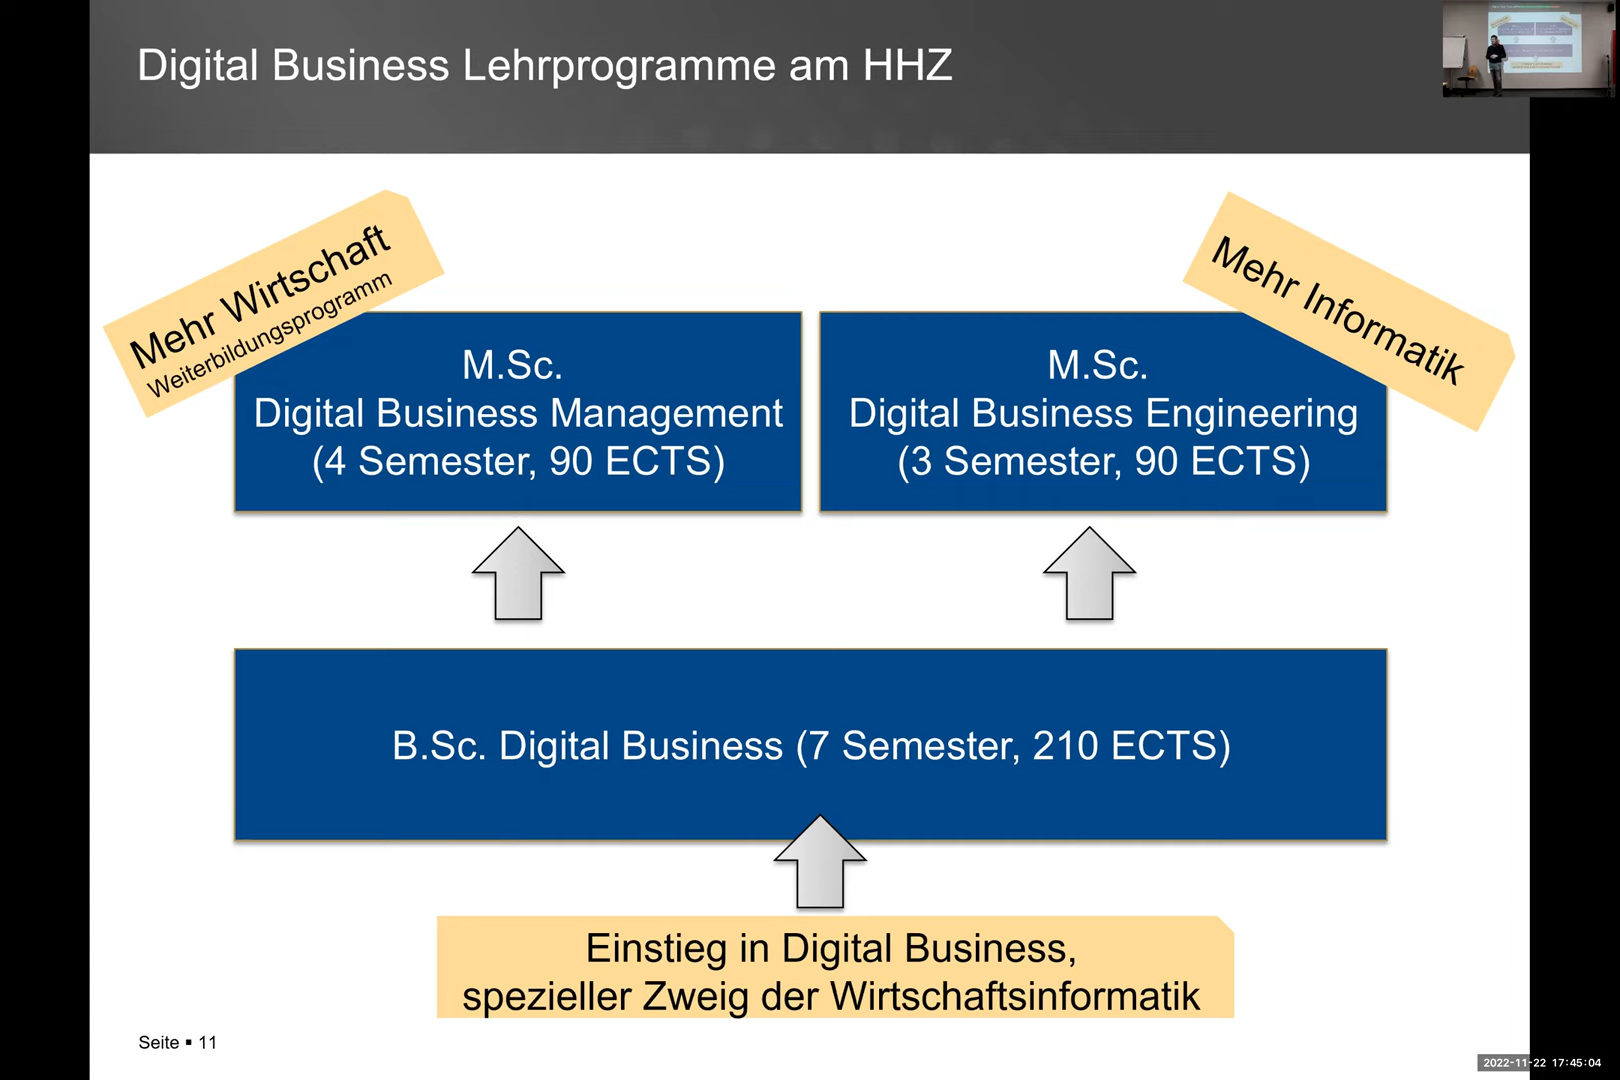 Digital Business Lehrprogramme am HHZ
Mehr Wirtschaft
Weiterbildungsprogramm
Mehr Informatik
M.Sc.
Digital Business Management
(4 Semester, 90 ECTS)
M.Sc.
Digital Business Engineering
(3 Semester, 90 ECTS)
B.Sc. Digital Business (7 Semester, 210 ECTS)
Einstieg in Digital Business,
spezieller Zweig der Wirtschaftsinformatik
Seite ▪ 11
2022-11-22 17:45:04